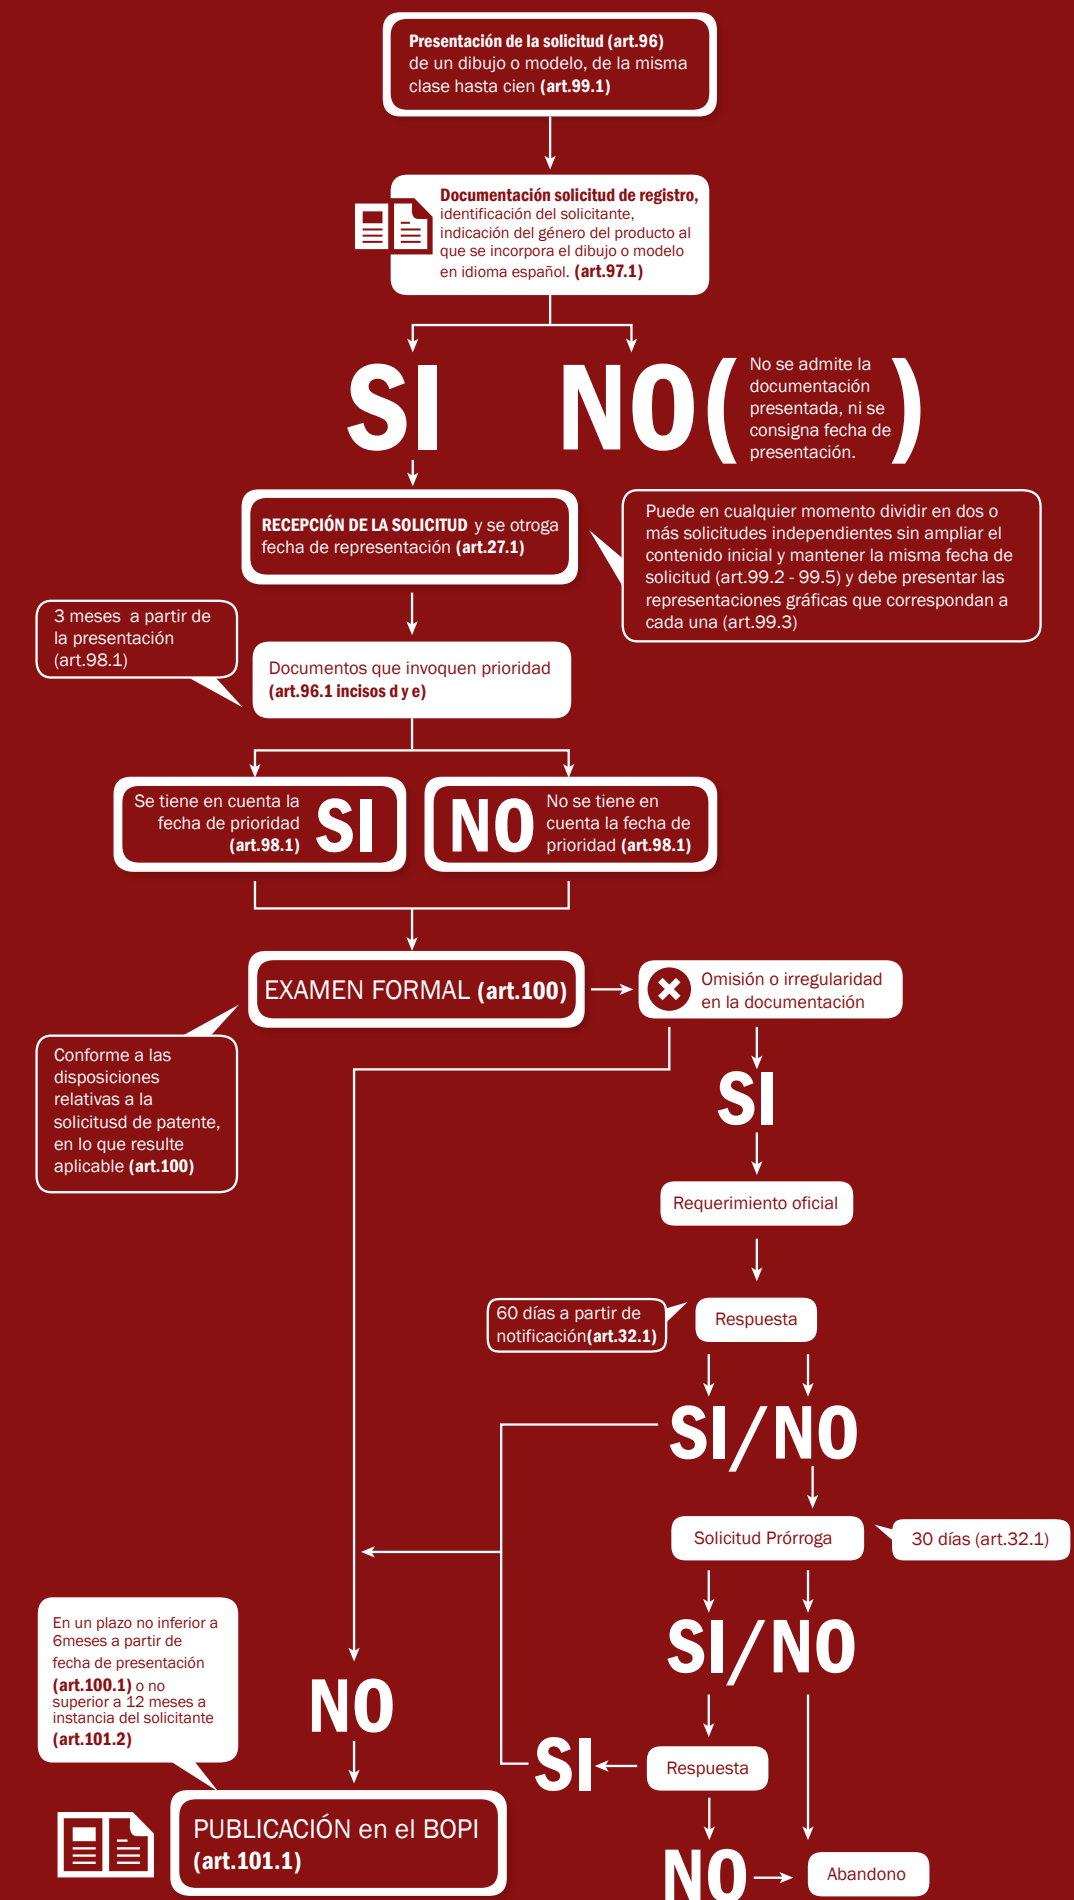 Presentación de la solicitud (art.96)
de un dibujo o modelo, de la misma
clase hasta cien (art.99.1)
Documentación solicitud de registro,
identificación del solicitante,
indicación del género del producto al
que se incorpora el dibujo o modelo
en idioma español. (art.97.1)
SI
NO
(No se admite la
documentación
presentada, ni se
consigna fecha de
presentación.)
RECEPCIÓN DE LA SOLICITUD y se otroga
fecha de representación (art.27.1)
Puede en cualquier momento dividir en dos o
más solicitudes independientes sin ampliar el
contenido inicial y mantener la misma fecha de
solicitud (art.99.2 - 99.5) y debe presentar las
representaciones gráficas que correspondan a
cada una (art.99.3)
3 meses a partir de
la presentación
(art.98.1)
Documentos que invoquen prioridad
(art.96.1 incisos d y e)
Se tiene en cuenta la
fecha de prioridad
(art.98.1)
SI
NO
No se tiene en
cuenta la fecha de
prioridad (art.98.1)
EXAMEN FORMAL (art.100)
Omisión o irregularidad
en la documentación
Conforme a las
disposiciones
relativas a la
solicitusd de patente,
en lo que resulte
aplicable (art.100)
SI
Requerimiento oficial
60 días a partir de
notificación(art.32.1)
Respuesta
SI/NO
Solicitud Prórroga
30 días (art.32.1)
SI/NO
En un plazo no inferior a
6meses a partir de
fecha de presentación
(art.100.1) o no
superior a 12 meses a
instancia del solicitante
(art.101.2)
NO
SI
Respuesta
PUBLICACIÓN en el BOPI
(art.101.1)
NO
Abandono